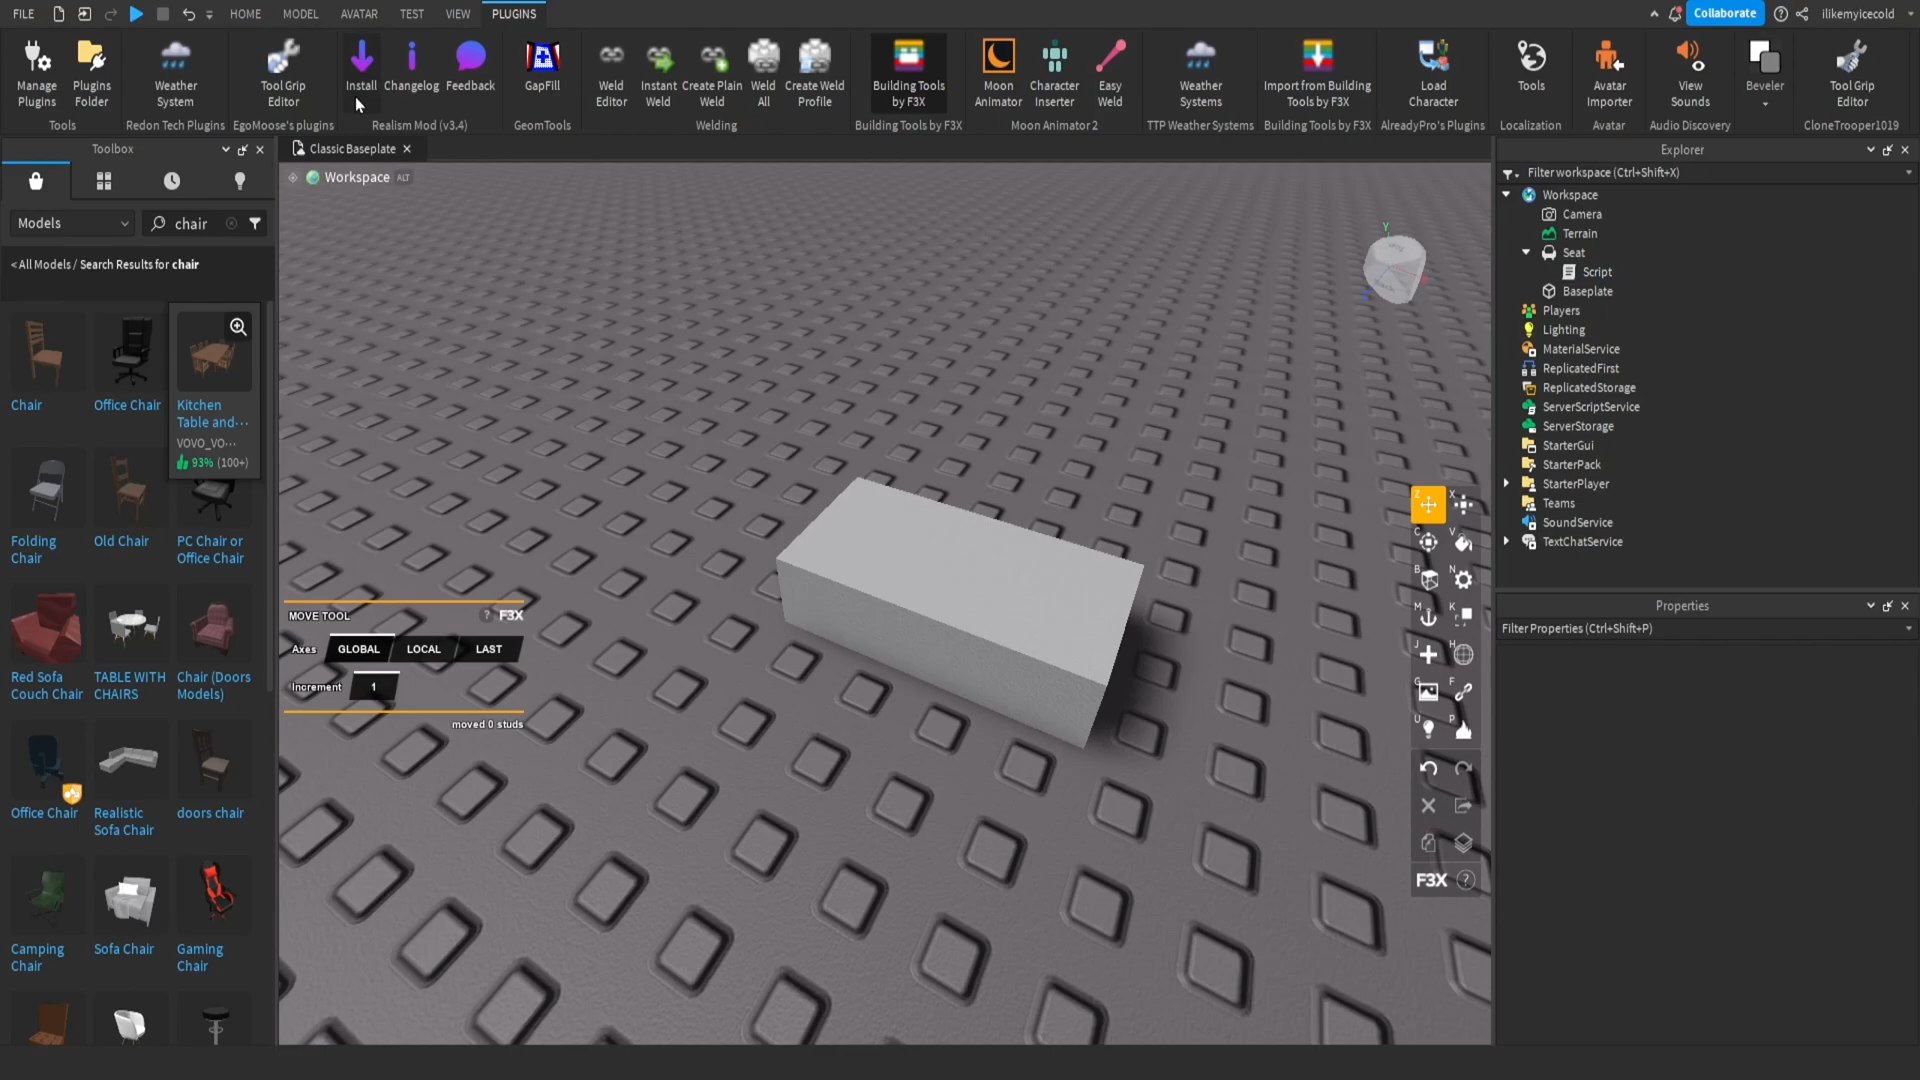 FILE
HOME
MODEL
AVATAR
TEST
VIEW
PLUGINS
Collaborate
ilikemyicecold
Manage
Plugins
Plugins
Folder
Tools
Weather
System
Redon Tech Plugins
Tool Grip
Editor
EgoMoose's plugins
Install
Changelog
Feedback
Realism Mod (v3.4)
GapFill
GeomTools
Weld
Editor
Instant
Weld
Create Plain
Weld
Weld
All
Create Weld
Profile
Welding
Building Tools
by F3X
Building Tools by F3X
Moon
Animator
Character
Inserter
Easy
Weld
Moon Animator 2
Weather
Systems
TTP Weather Systems
Import from Building
Tools by F3X
Building Tools by F3X
Load
Character
AlreadyPro's Plugins
Tools
Localization
Avatar
Importer
Avatar
View
Sounds
Audio Discovery
Beveler
Tool Grip
Editor
CloneTrooper1019
Toolbox
Models
chair
< All Models / Search Results for chair
Chair
Office Chair
Kitchen
Table and...
VOVO_VO...
93% (100+)
Folding
Chair
Old Chair
PC Chair or
Office Chair
Red Sofa
Couch Chair
TABLE WITH
CHAIRS
Chair (Doors
Models)
Office Chair
Realistic
Sofa Chair
doors chair
Camping
Chair
Sofa Chair
Gaming
Chair
Classic Baseplate
Workspace ALT
Y
MOVE TOOL
? F3X
Axes GLOBAL LOCAL LAST
Increment 1
moved 0 studs
Z X
C V
B N
M K
J H
G F
U P
F3X ?
Explorer
Filter workspace (Ctrl+Shift+X)
Workspace
Camera
Terrain
Seat
Script
Baseplate
Players
Lighting
MaterialService
ReplicatedFirst
ReplicatedStorage
ServerScriptService
ServerStorage
StarterGui
StarterPack
StarterPlayer
Teams
SoundService
TextChatService
Properties
Filter Properties (Ctrl+Shift+P)